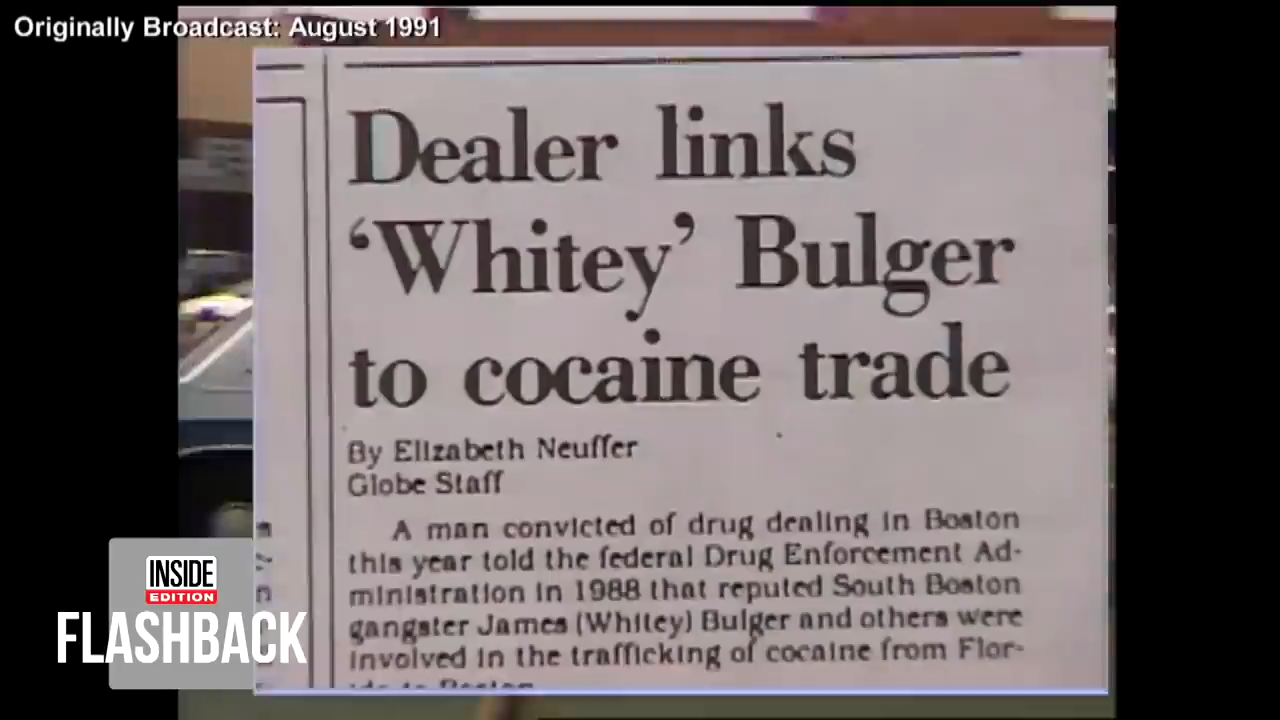 Originally Broadcast: August 1991
Dealer links
‘Whitey’ Bulger
to cocaine trade
By Elizabeth Neuffer
Globe Staff
A man convicted of drug dealing in Boston
this year told the federal Drug Enforcement Ad-
ministration in 1988 that reputed South Boston
gangster James (Whitey) Bulger and others were
involved in the trafficking of cocaine from Flor-
INSIDE
EDITION
FLASHBACK